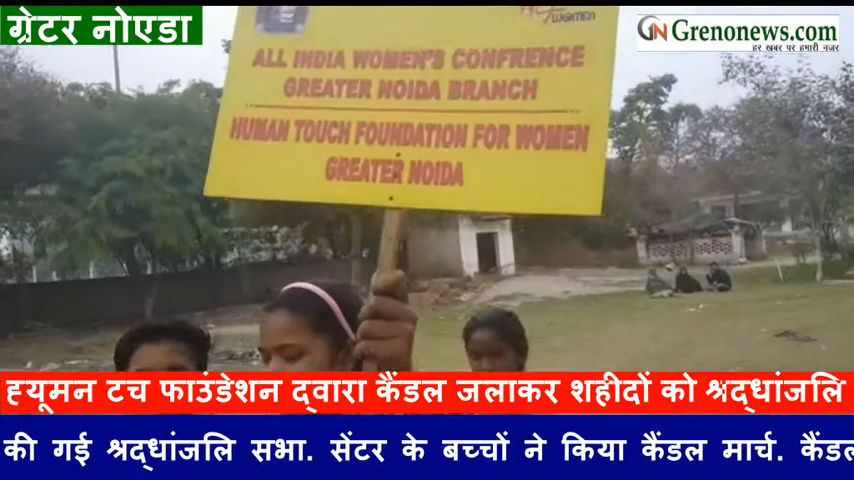 ग्रेटर नोएडा
WOMEN
GN Grenonews.com
हर खबर पर हमारी नजर
ALL INDIA WOMEN'S CONFRENCE
GREATER NOIDA BRANCH
HUMAN TOUCH FOUNDATION FOR WOMEN
GREATER NOIDA
ह्यूमन टच फाउंडेशन द्वारा कैंडल जलाकर शहीदों को श्रद्धांजलि
की गई श्रद्धांजलि सभा. सेंटर के बच्चों ने किया कैंडल मार्च. कैंडल